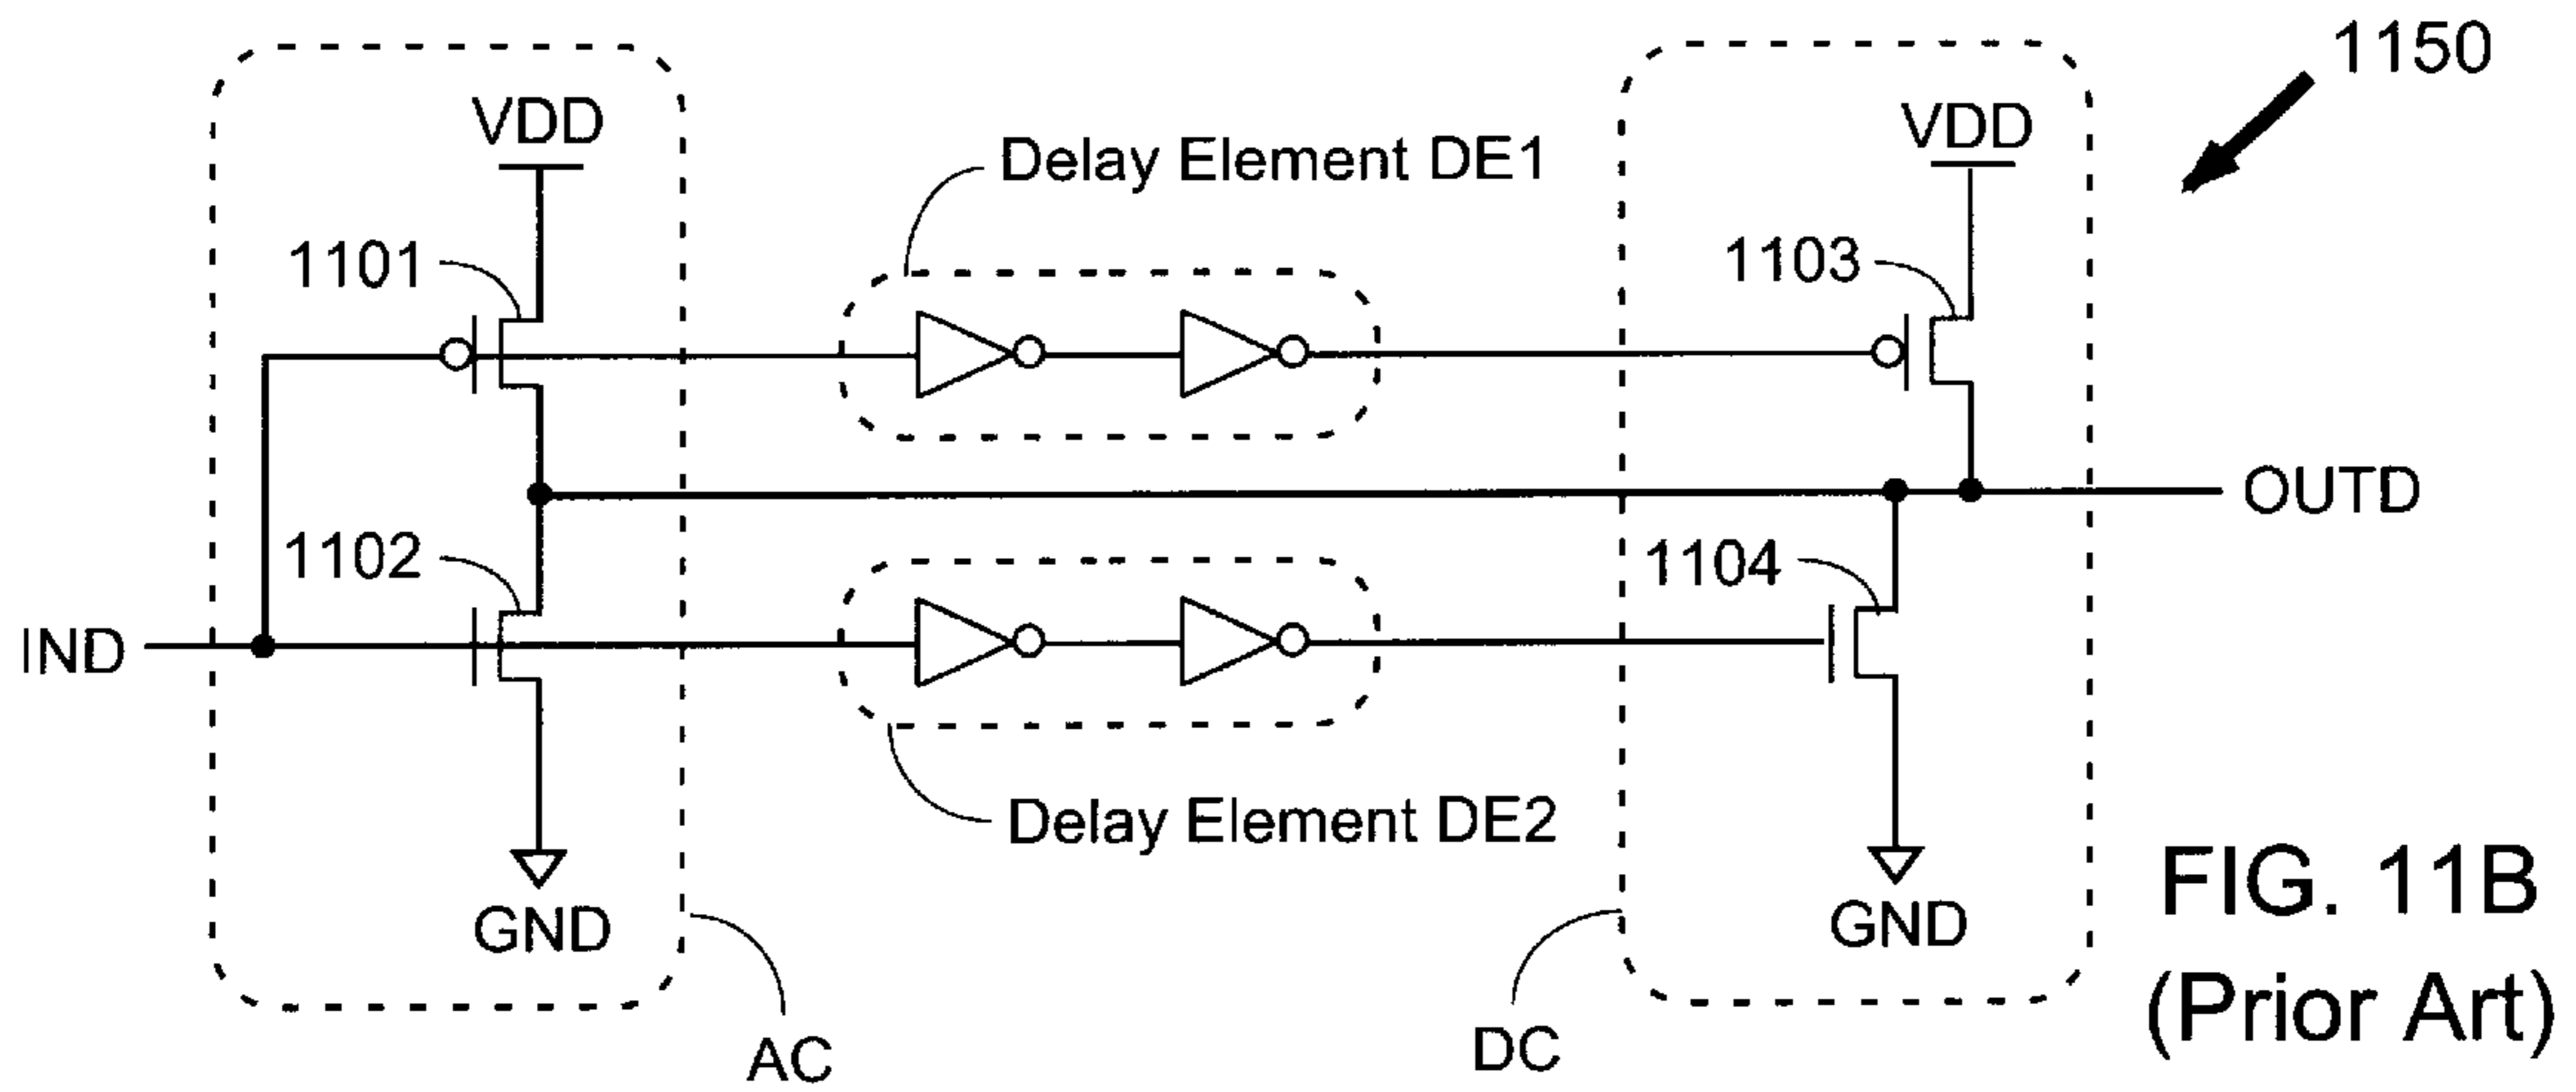 1150
VDD
VDD
Delay Element DE1
1101
1103
OUTD
1102
1104
IND
Delay Element DE2
GND
GND
AC
DC
FIG. 11B
(Prior Art)